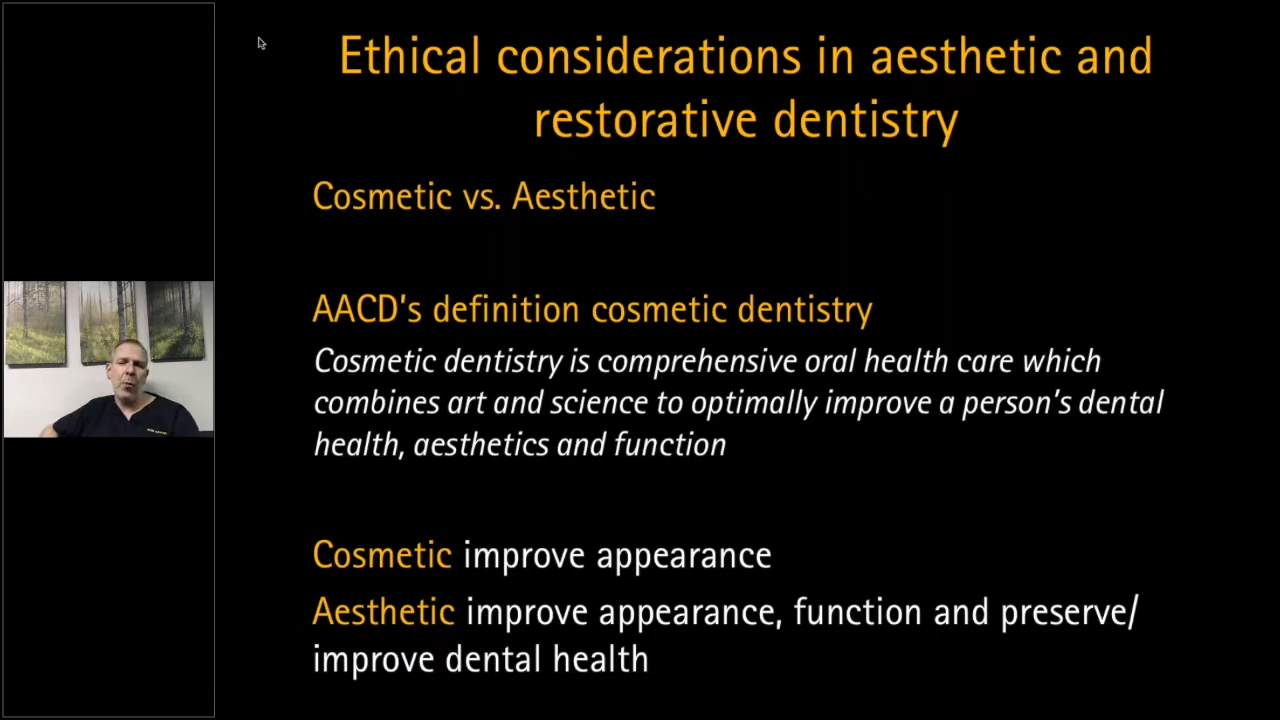 Ethical considerations in aesthetic and
restorative dentistry
Cosmetic vs. Aesthetic
AACD's definition cosmetic dentistry
Cosmetic dentistry is comprehensive oral health care which
combines art and science to optimally improve a person's dental
health, aesthetics and function
Cosmetic improve appearance
Aesthetic improve appearance, function and preserve/
improve dental health